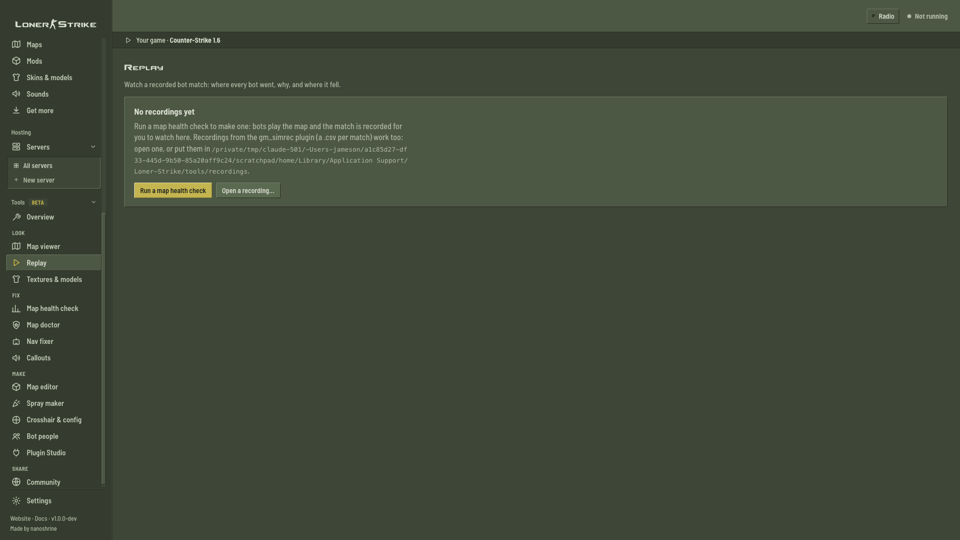 LONER STRIKE
Radio
Not running
Maps
Mods
Skins & models
Sounds
Get more
Hosting
Servers
All servers
New server
Tools BETA
Overview
LOOK
Map viewer
Replay
Textures & models
FIX
Map health check
Map doctor
Nav fixer
Callouts
MAKE
Map editor
Spray maker
Crosshair & config
Bot people
Plugin Studio
SHARE
Community
Settings
Website · Docs · v1.0.0-dev
Made by nanoshrine
Your game · Counter-Strike 1.6
REPLAY
Watch a recorded bot match: where every bot went, why, and where it fell.
No recordings yet
Run a map health check to make one: bots play the map and the match is recorded for
you to watch here. Recordings from the gm_simrec plugin (a .csv per match) work too:
open one, or put them in /private/tmp/claude-501/-Users-jameson/a1c85d27-df
33-445d-9b50-85a20aff9c24/scratchpad/home/Library/Application Support/
Loner-Strike/tools/recordings.
Run a map health check
Open a recording...